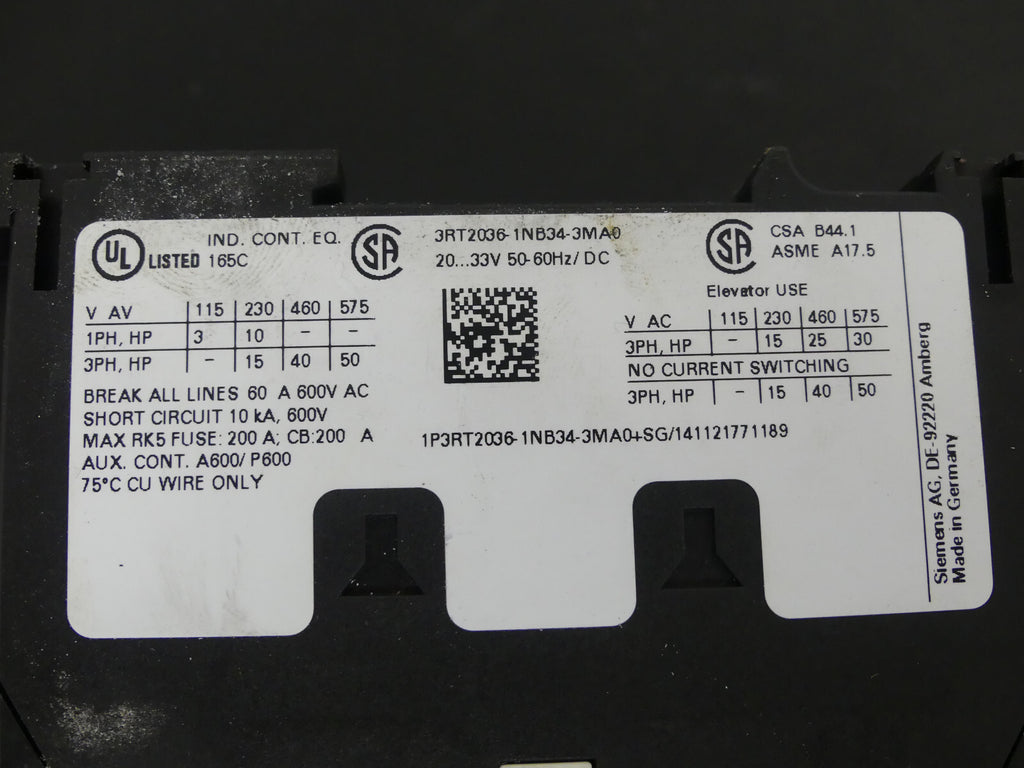 UL LISTED IND. CONT. EQ. 165C
SA
3RT2036-1NB34-3MA0
20...33V 50-60Hz/ DC
SA
CSA B44.1
ASME A17.5
V AV 115 230 460 575
1PH, HP 3 10 - -
3PH, HP - 15 40 50
BREAK ALL LINES 60 A 600V AC
SHORT CIRCUIT 10 kA, 600V
MAX RK5 FUSE: 200 A; CB:200 A
AUX. CONT. A600/ P600
75°C CU WIRE ONLY
Elevator USE
V AC 115 230 460 575
3PH, HP - 15 25 30
NO CURRENT SWITCHING
3PH, HP - 15 40 50
1P3RT2036-1NB34-3MA0+SG/141121771189
Siemens AG, DE-92220 Amberg
Made in Germany